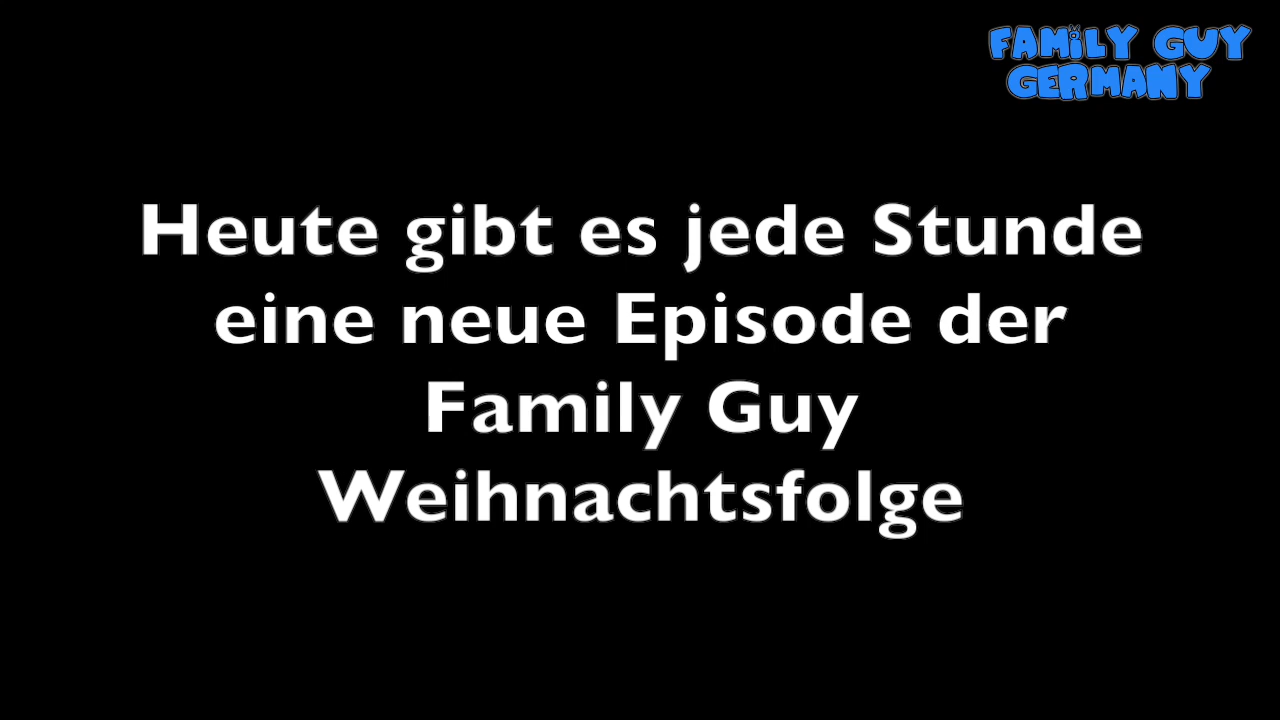 FAMiLY GUY
GERMANY
Heute gibt es jede Stunde
eine neue Episode der
Family Guy
Weihnachtsfolge